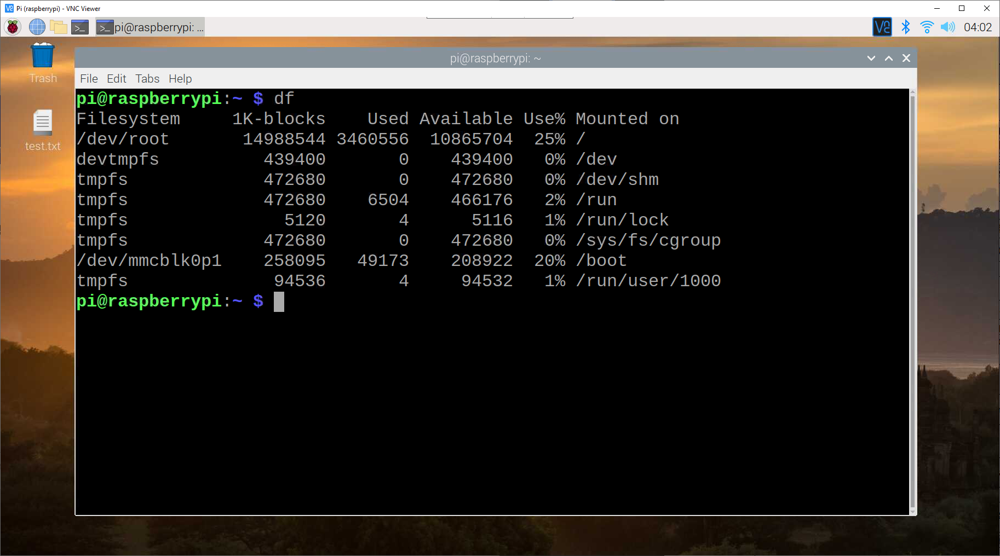 Pi (raspberrypi) - VNC Viewer
pi@raspberrypi: ...
04:02
Trash
test.txt
pi@raspberrypi: ~
File Edit Tabs Help
pi@raspberrypi:~ $ df
Filesystem 1K-blocks Used Available Use% Mounted on
/dev/root 14988544 3460556 10865704 25% /
devtmpfs 439400 0 439400 0% /dev
tmpfs 472680 0 472680 0% /dev/shm
tmpfs 472680 6504 466176 2% /run
tmpfs 5120 4 5116 1% /run/lock
tmpfs 472680 0 472680 0% /sys/fs/cgroup
/dev/mmcblk0p1 258095 49173 208922 20% /boot
tmpfs 94536 4 94532 1% /run/user/1000
pi@raspberrypi:~ $